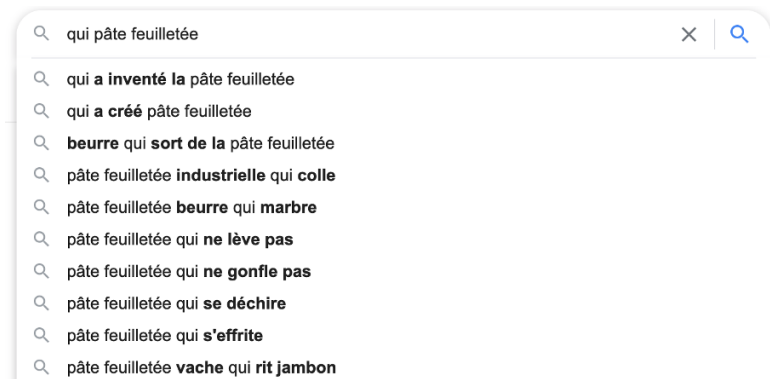 qui pâte feuilletée
qui a inventé la pâte feuilletée
qui a créé pâte feuilletée
beurre qui sort de la pâte feuilletée
pâte feuilletée industrielle qui colle
pâte feuilletée beurre qui marbre
pâte feuilletée qui ne lève pas
pâte feuilletée qui ne gonfle pas
pâte feuilletée qui se déchire
pâte feuilletée qui s'effrite
pâte feuilletée vache qui rit jambon